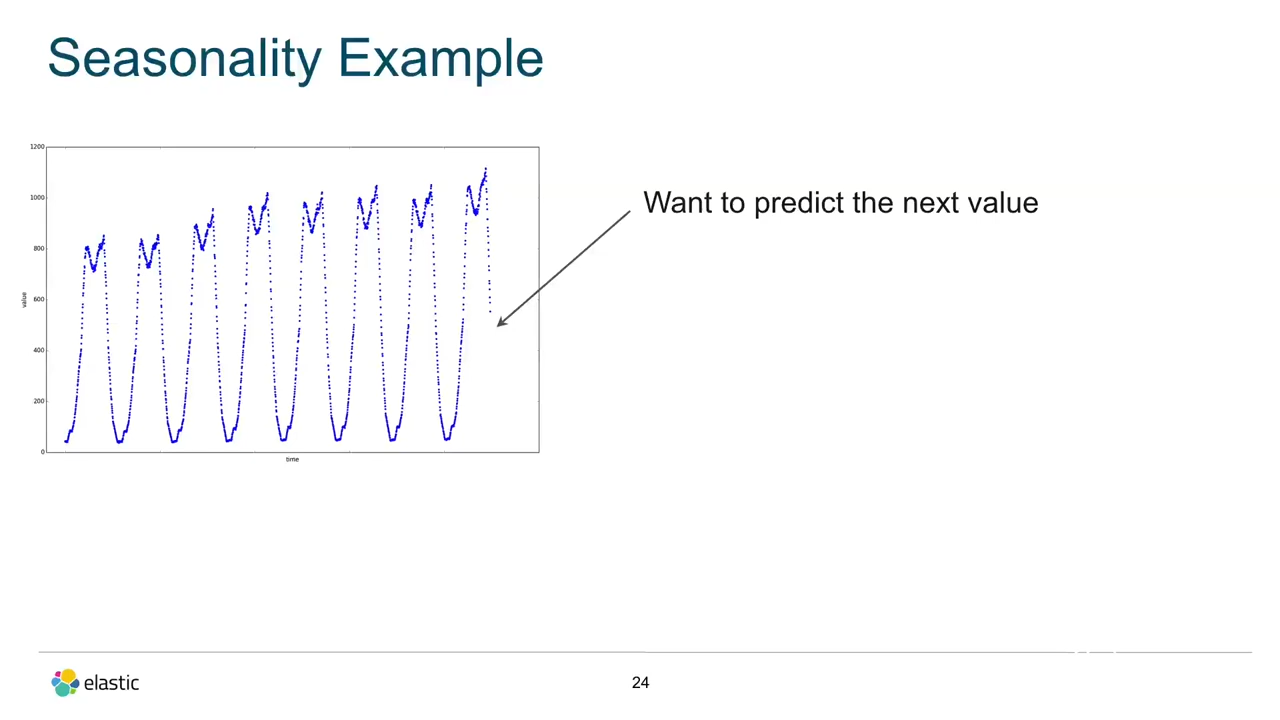 Seasonality Example
1200
1000
800
600
400
200
0
value
time
Want to predict the next value
elastic
24